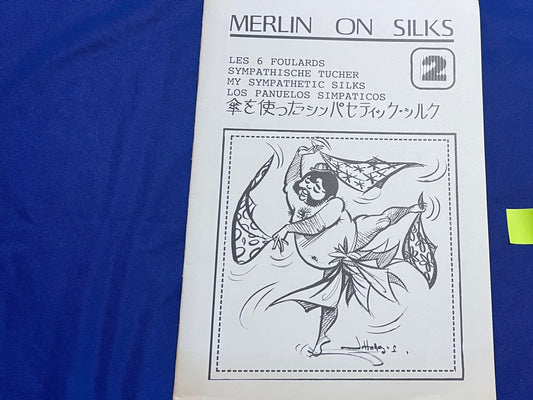 MERLIN ON SILKS
LES 6 FOULARDS
SYMPATHISCHE TUCHER
MY SYMPATHETIC SILKS
LOS PANUELOS SIMPATICOS
傘を使ったシンパセティック・シルク
2